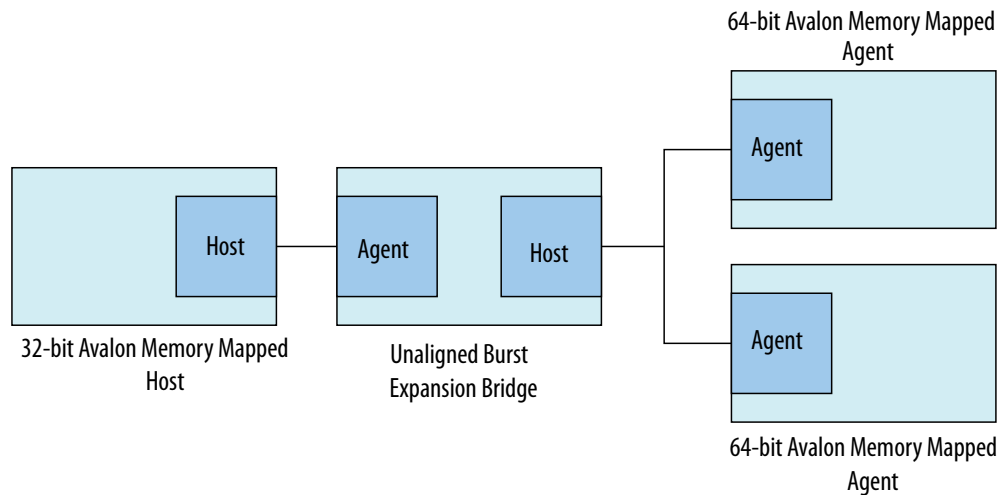 64-bit Avalon Memory Mapped
Agent
Agent
Host
Agent
Host
Agent
32-bit Avalon Memory Mapped
Host
Unaligned Burst
Expansion Bridge
64-bit Avalon Memory Mapped
Agent